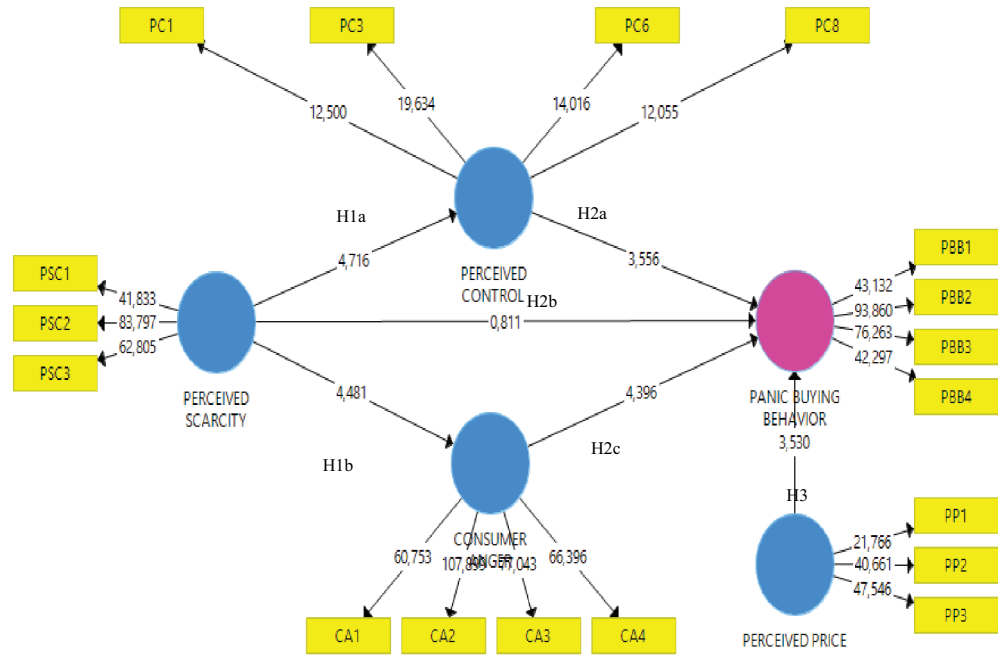 PC1
PC3
PC6
PC8
12,500
19,634
14,016
12,055
H1a
H2a
4,716
3,556
PERCEIVED
CONTROL
PSC1
PSC2
PSC3
41,833
83,797
62,805
H2b
0,811
PBB1
PBB2
PBB3
PBB4
43,132
93,860
76,263
42,297
PERCEIVED
SCARCITY
4,481
4,396
PANIC BUYING
BEHAVIOR
3,530
H1b
H2c
H3
CONSUMER
ANGER
60,753
66,396
CA1
CA2
CA3
CA4
PP1
PP2
PP3
21,766
40,661
47,546
PERCEIVED PRICE